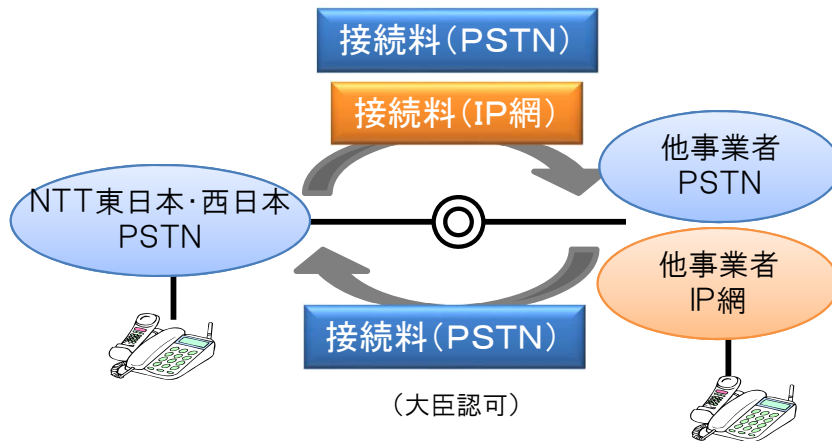 接続料(PSTN)
接続料(IP網)
他事業者
PSTN
NTT東日本・西日本
PSTN
他事業者
IP網
接続料(PSTN)
(大臣認可)